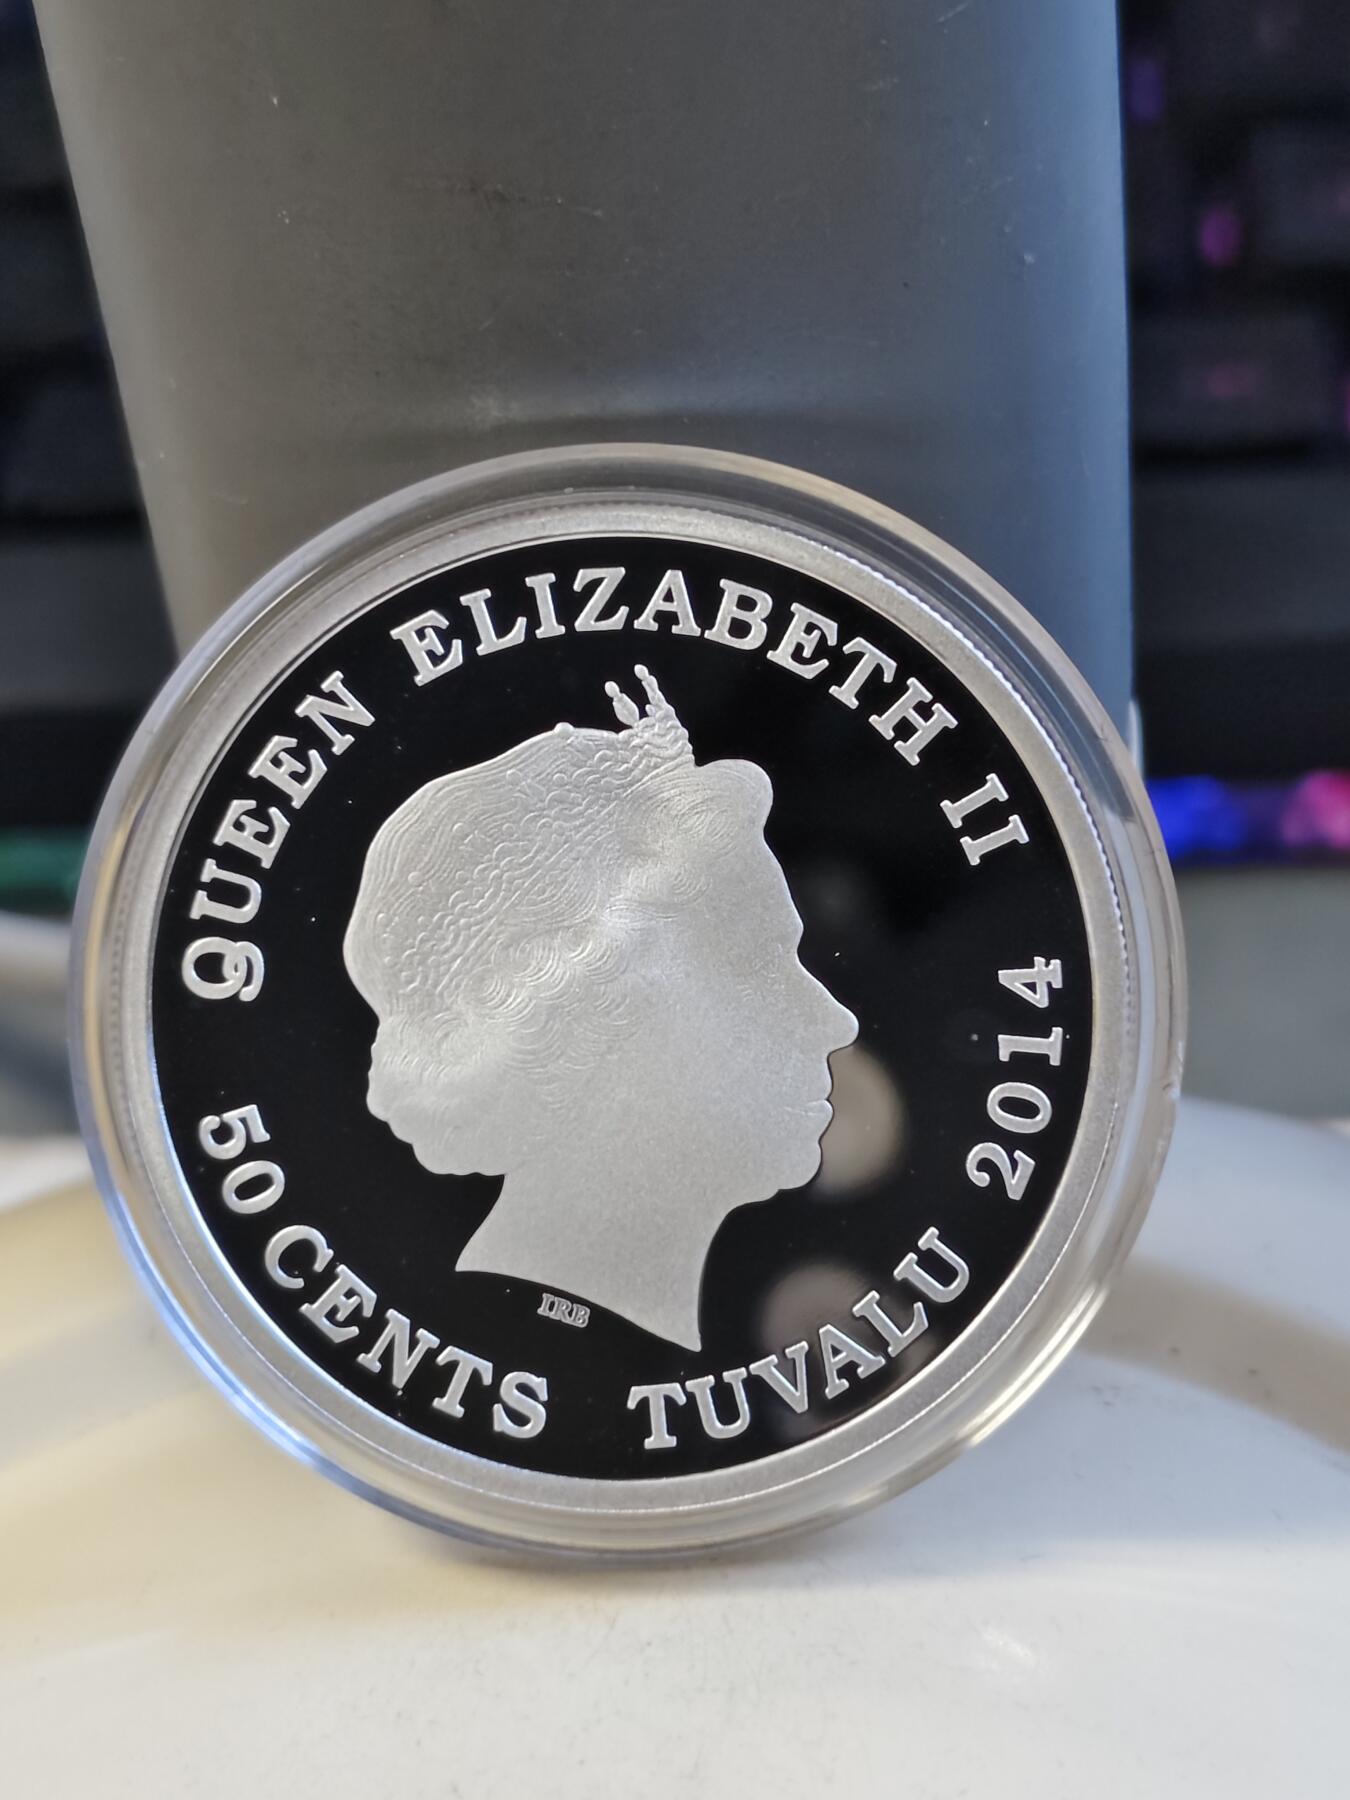 QUEEN ELIZABETH II
50 CENTS TUVALU 2014
IRB